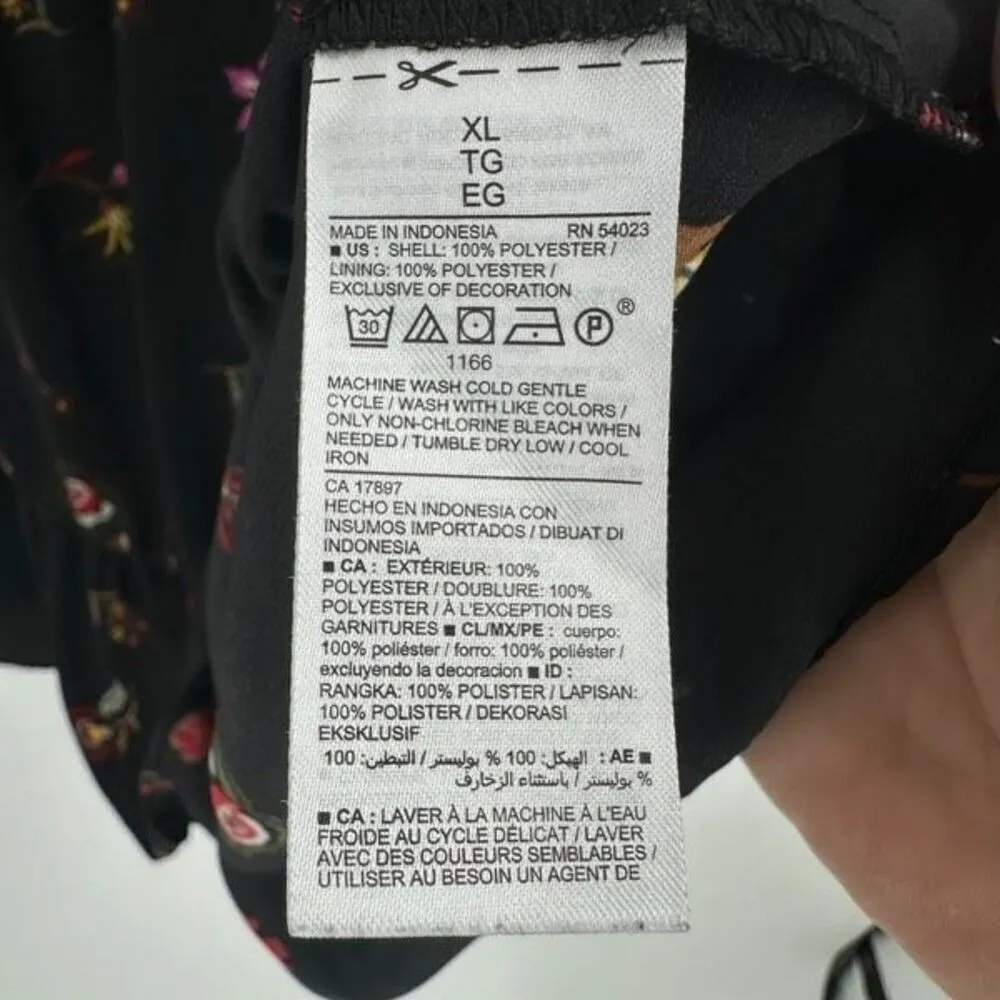 XL
TG
EG
MADE IN INDONESIA RN 54023
■ US : SHELL: 100% POLYESTER /
LINING: 100% POLYESTER /
EXCLUSIVE OF DECORATION
30 P ®
1166
MACHINE WASH COLD GENTLE
CYCLE / WASH WITH LIKE COLORS /
ONLY NON-CHLORINE BLEACH WHEN
NEEDED / TUMBLE DRY LOW / COOL
IRON
CA 17897
HECHO EN INDONESIA CON
INSUMOS IMPORTADOS / DIBUAT DI
INDONESIA
■ CA : EXTÉRIEUR: 100%
POLYESTER / DOUBLURE: 100%
POLYESTER / À L'EXCEPTION DES
GARNITURES ■ CL/MX/PE : cuerpo:
100% poliéster / forro: 100% poliéster /
excluyendo la decoracion ■ ID :
RANGKA: 100% POLISTER / LAPISAN:
100% POLISTER / DEKORASI
EKSKLUSIF
■ AE : الهيكل: 100 % بوليستر / التبطين: 100
% بوليستر / باستثناء الزخارف
■ CA : LAVER À LA MACHINE À L'EAU
FROIDE AU CYCLE DÉLICAT / LAVER
AVEC DES COULEURS SEMBLABLES /
UTILISER AU BESOIN UN AGENT DE